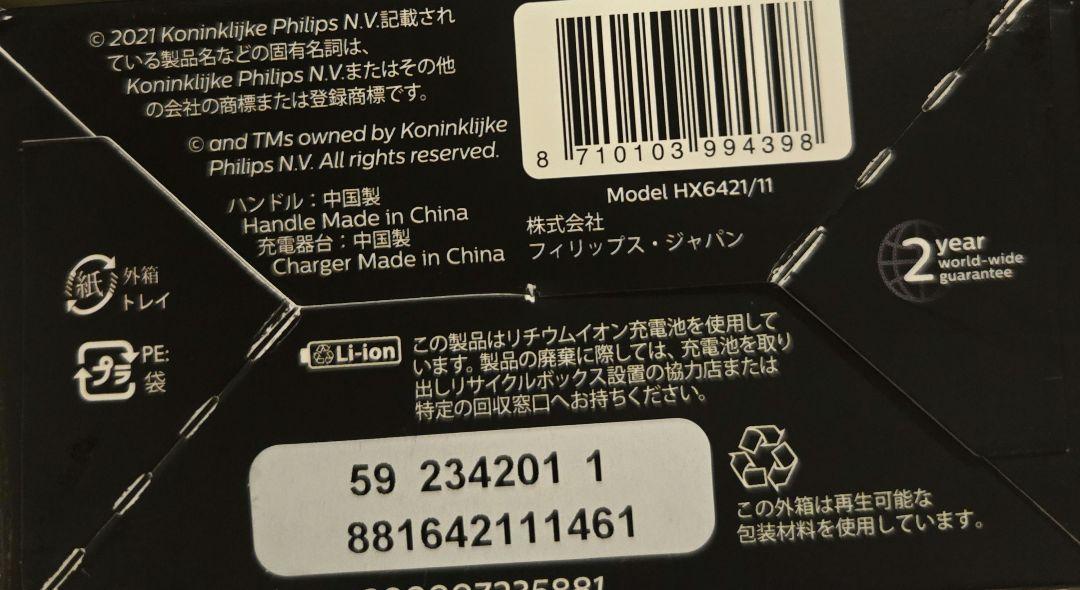 © 2021 Koninklijke Philips N.V.記載され
ている製品名などの固有名詞は、
Koninklijke Philips N.V.またはその他
の会社の商標または登録商標です。
© and TMs owned by Koninklijke
Philips N.V. All rights reserved.
ハンドル：中国製
Handle Made in China
充電器台：中国製
Charger Made in China
8 710103 994398
Model HX6421/11
株式会社
フィリップス・ジャパン
2 year
world-wide
guarantee
紙 外箱
トレイ
プラ PE:
袋
Li-ion
この製品はリチウムイオン充電池を使用して
います。製品の廃棄に際しては、充電池を取り
出しリサイクルボックス設置の協力店または
特定の回収窓口へお持ちください。
59 234201 1
881642111461
この外箱は再生可能な
包装材料を使用しています。